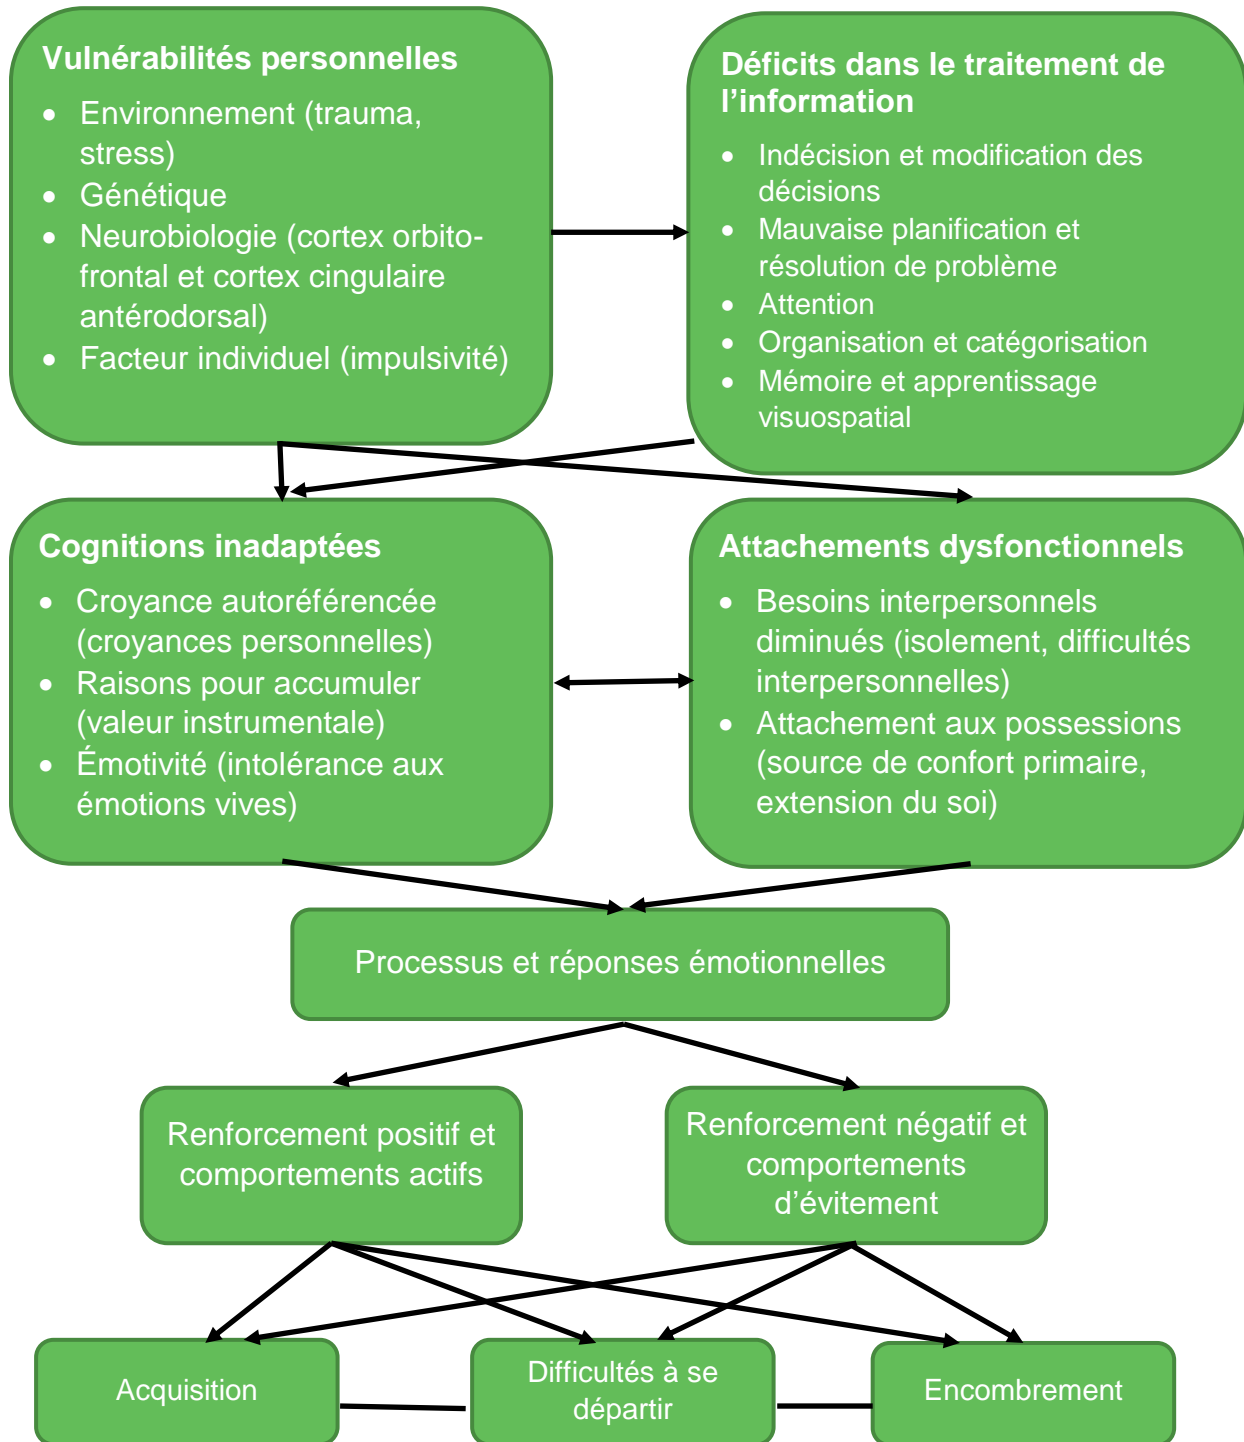 Vulnérabilités personnelles
• Environnement (trauma,
stress)
• Génétique
• Neurobiologie (cortex orbito-
frontal et cortex cingulaire
antérodorsal)
• Facteur individuel (impulsivité)
Déficits dans le traitement de
l’information
• Indécision et modification des
décisions
• Mauvaise planification et
résolution de problème
• Attention
• Organisation et catégorisation
• Mémoire et apprentissage
visuospatial
Cognitions inadaptées
• Croyance autoréférencée
(croyances personnelles)
• Raisons pour accumuler
(valeur instrumentale)
• Émotivité (intolérance aux
émotions vives)
Attachements dysfonctionnels
• Besoins interpersonnels
diminués (isolement, difficultés
interpersonnelles)
• Attachement aux possessions
(source de confort primaire,
extension du soi)
Processus et réponses émotionnelles
Renforcement positif et
comportements actifs
Renforcement négatif et
comportements
d’évitement
Acquisition
Difficultés à se
départir
Encombrement